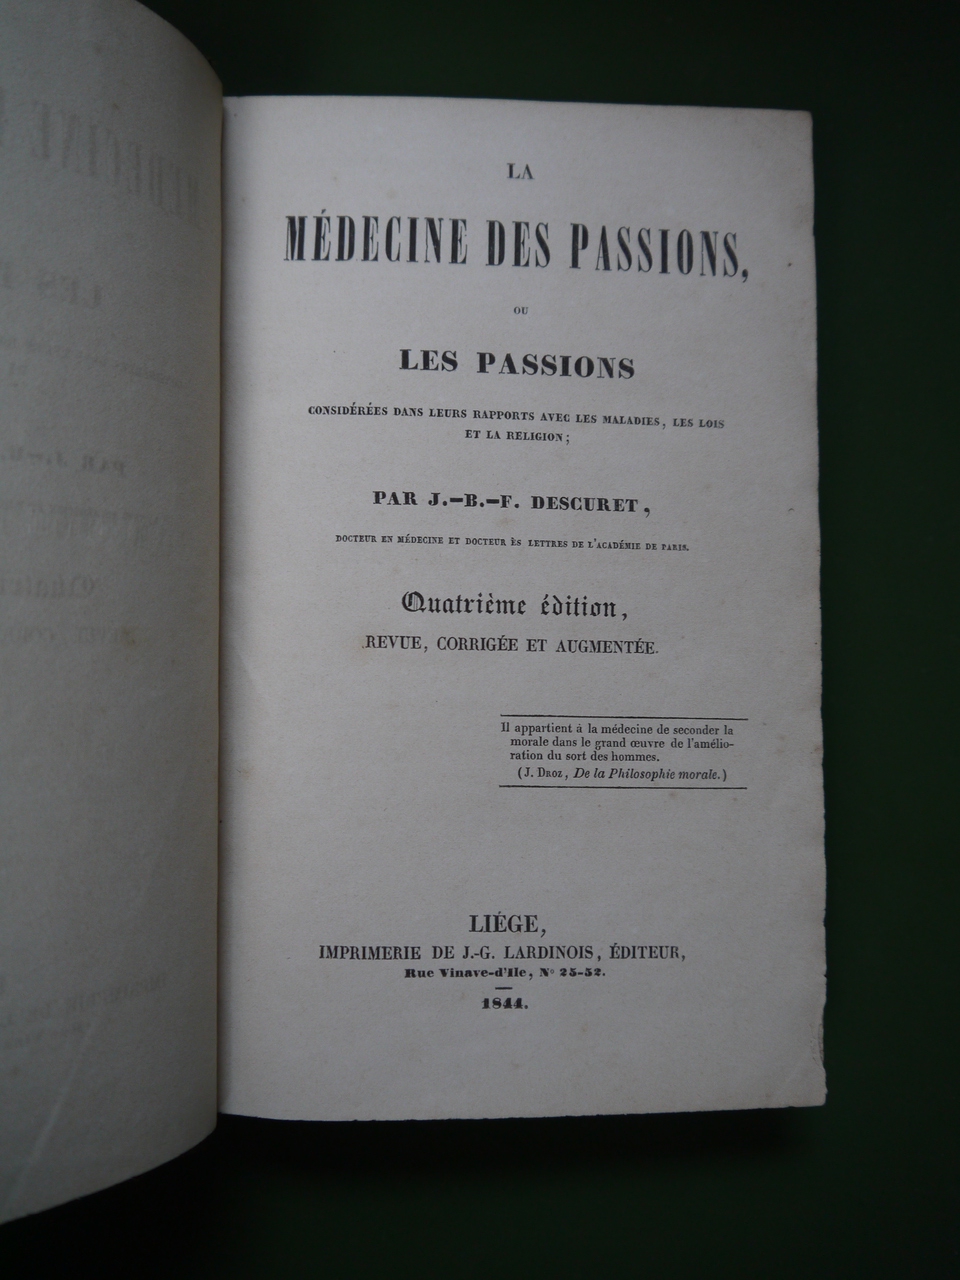 LA
MÉDECINE DES PASSIONS,
OU
LES PASSIONS
CONSIDÉRÉES DANS LEURS RAPPORTS AVEC LES MALADIES, LES LOIS
ET LA RELIGION;
PAR J.-B.-F. DESCURET,
DOCTEUR EN MÉDECINE ET DOCTEUR ÈS LETTRES DE L'ACADÉMIE DE PARIS.
Quatrième édition,
REVUE, CORRIGÉE ET AUGMENTÉE.
Il appartient à la médecine de seconder la
morale dans le grand œuvre de l'amélio-
ration du sort des hommes.
(J. DROZ, De la Philosophie morale.)
LIÉGE,
IMPRIMERIE DE J.-G. LARDINOIS, ÉDITEUR,
Rue Vinave-d'Ile, N° 25-52.
1844.